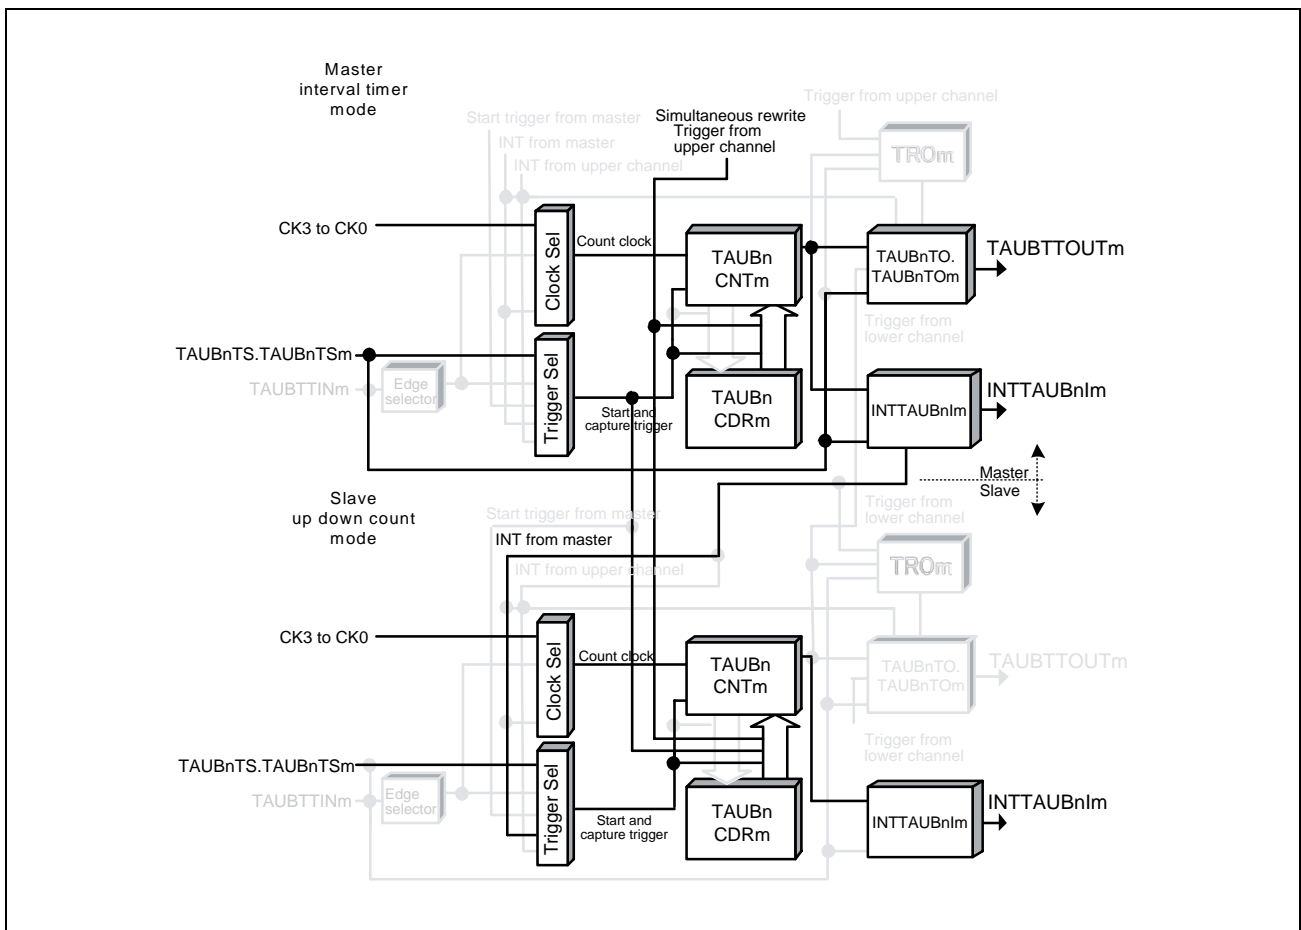 Master
interval timer
mode
Trigger from upper channel
Start trigger from master
Simultaneous rewrite
Trigger from
upper channel
INT from master
INT from upper channel
TROm
CK3 to CK0
Clock Sel
Count clock
TAUBn
CNTm
TAUBnTO.
TAUBnTOm
TAUBTTOUTm
Trigger from
lower channel
TAUBnTS.TAUBnTSm
TAUBTTINm
Edge
selector
Trigger Sel
Start and
capture trigger
TAUBn
CDRm
INTTAUBnIm
INTTAUBnIm
Master
Slave
Slave
up down count
mode
Start trigger from master
INT from master
INT from upper channel
Trigger from
lower channel
TROm
CK3 to CK0
Clock Sel
Count clock
TAUBn
CNTm
TAUBnTO.
TAUBnTOm
TAUBTTOUTm
Trigger from
lower channel
TAUBnTS.TAUBnTSm
TAUBTTINm
Edge
selector
Trigger Sel
Start and
capture trigger
TAUBn
CDRm
INTTAUBnIm
INTTAUBnIm